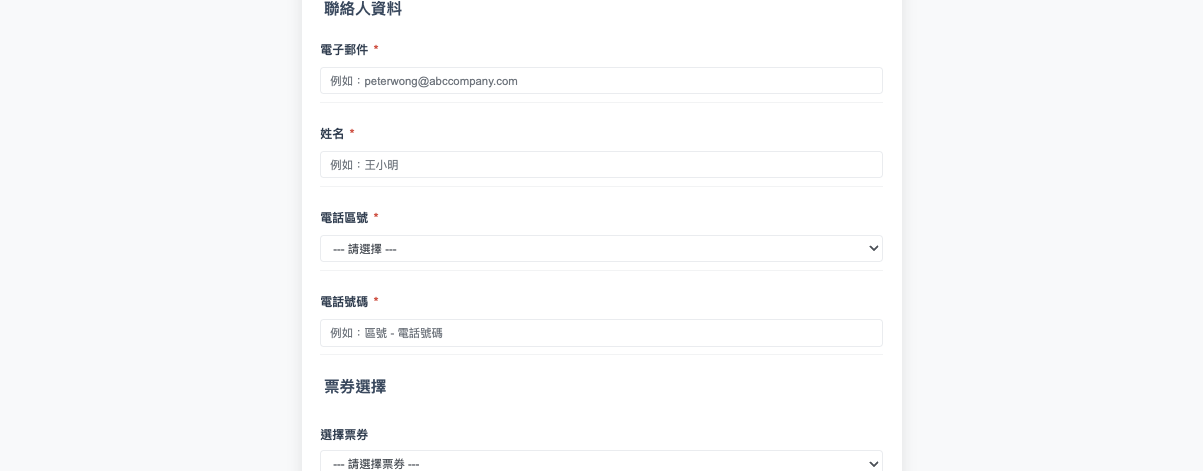 聯絡人資料
電子郵件 *
例如：peterwong@abccompany.com
姓名 *
例如：王小明
電話區號 *
--- 請選擇 ---
電話號碼 *
例如：區號 - 電話號碼
票券選擇
選擇票券
--- 請選擇票券 ---